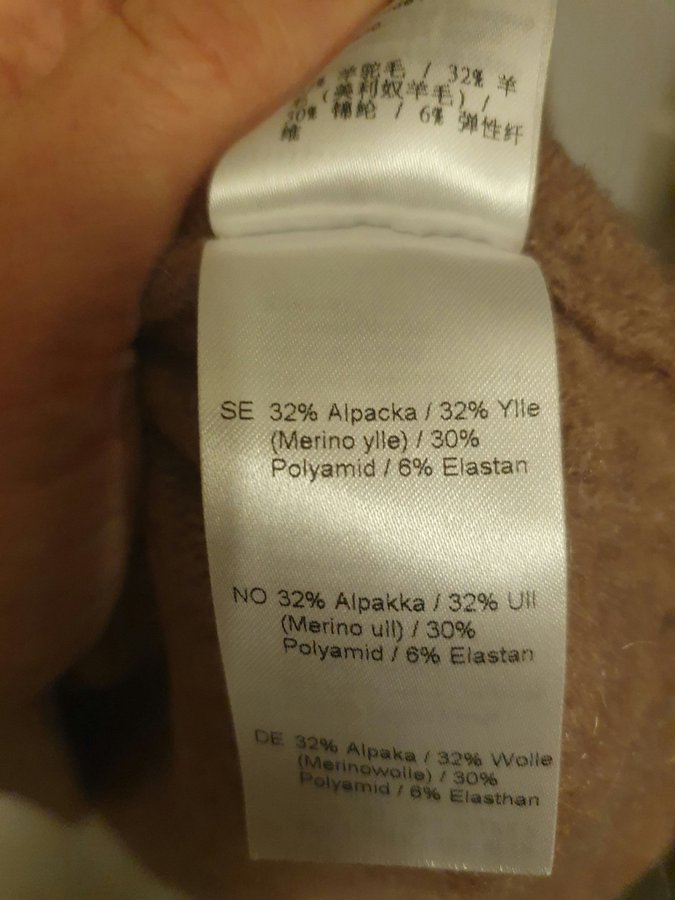 羊驼毛 / 32% 羊
毛 (美利奴羊毛) /
30% 锦纶 / 6% 弹性纤
维
SE 32% Alpacka / 32% Ylle
(Merino ylle) / 30%
Polyamid / 6% Elastan
NO 32% Alpakka / 32% Ull
(Merino ull) / 30%
Polyamid / 6% Elastan
DE 32% Alpaka / 32% Wolle
(Merinowolle) / 30%
Polyamid / 6% Elasthan